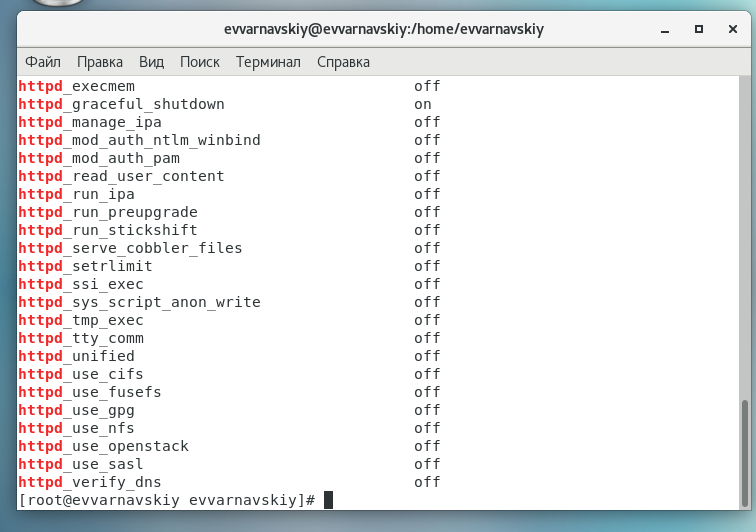 evvarnavskiy@evvarnavskiy:/home/evvarnavskiy
Файл Правка Вид Поиск Терминал Справка
httpd_execmem off
httpd_graceful_shutdown on
httpd_manage_ipa off
httpd_mod_auth_ntlm_winbind off
httpd_mod_auth_pam off
httpd_read_user_content off
httpd_run_ipa off
httpd_run_preupgrade off
httpd_run_stickshift off
httpd_serve_cobbler_files off
httpd_setrlimit off
httpd_ssi_exec off
httpd_sys_script_anon_write off
httpd_tmp_exec off
httpd_tty_comm off
httpd_unified off
httpd_use_cifs off
httpd_use_fusefs off
httpd_use_gpg off
httpd_use_nfs off
httpd_use_openstack off
httpd_use_sasl off
httpd_verify_dns off
[root@evvarnavskiy evvarnavskiy]#